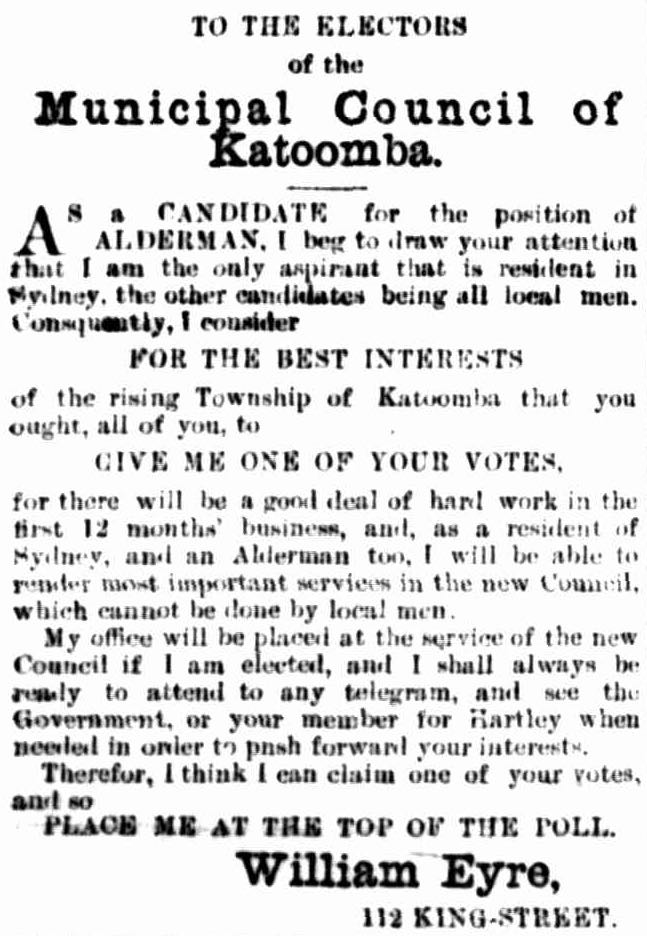 TO THE ELECTORS
of the
Municipal Council of
Katoomba.
AS a CANDIDATE for the position of
ALDERMAN, I beg to draw your attention
that I am the only aspirant that is resident in
Sydney, the other candidates being all local men.
Consquently, I consider
FOR THE BEST INTERESTS
of the rising Township of Katoomba that you
ought, all of you, to
GIVE ME ONE OF YOUR VOTES,
for there will be a good deal of hard work in the
first 12 months' business, and, as a resident of
Sydney, and an Alderman too, I will be able to
render most important services in the new Council,
which cannot be done by local men.
My office will be placed at the service of the new
Council if I am elected, and I shall always be
ready to attend to any telegram, and see the
Government, or your member for Hartley when
needed in order to push forward your interests.
Therefor, I think I can claim one of your votes,
and so
PLACE ME AT THE TOP OF THE POLL.
William Eyre,
112 KING-STREET.